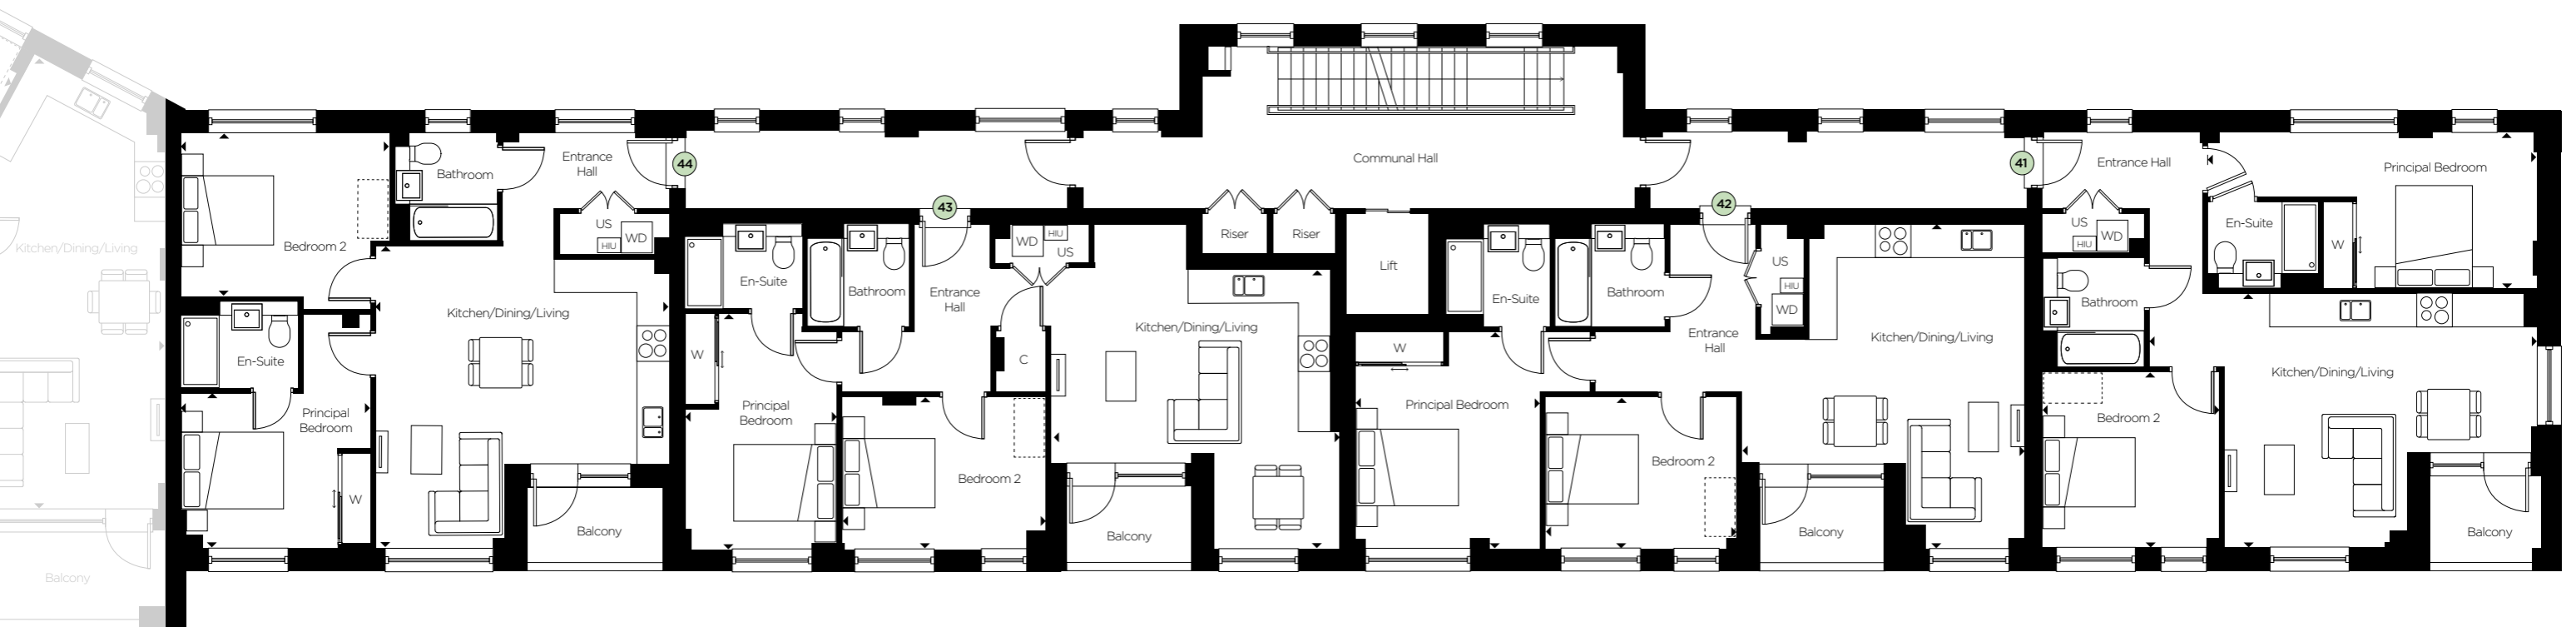 Kitchen/Dining/Living
Balcony
Bedroom 2
Bathroom
Entrance
Hall
US
HIU
WD
44
Kitchen/Dining/Living
En-Suite
Principal
Bedroom
W
Balcony
43
En-Suite
Bathroom
Entrance
Hall
WD
HIU
US
W
C
Kitchen/Dining/Living
Principal
Bedroom
Bedroom 2
Balcony
Communal Hall
Riser
Riser
Lift
42
En-Suite
Bathroom
Entrance
Hall
US
HIU
WD
Kitchen/Dining/Living
W
Principal Bedroom
Bedroom 2
Balcony
41
Entrance Hall
Principal Bedroom
US
HIU
WD
En-Suite
W
Bathroom
Kitchen/Dining/Living
Bedroom 2
Balcony